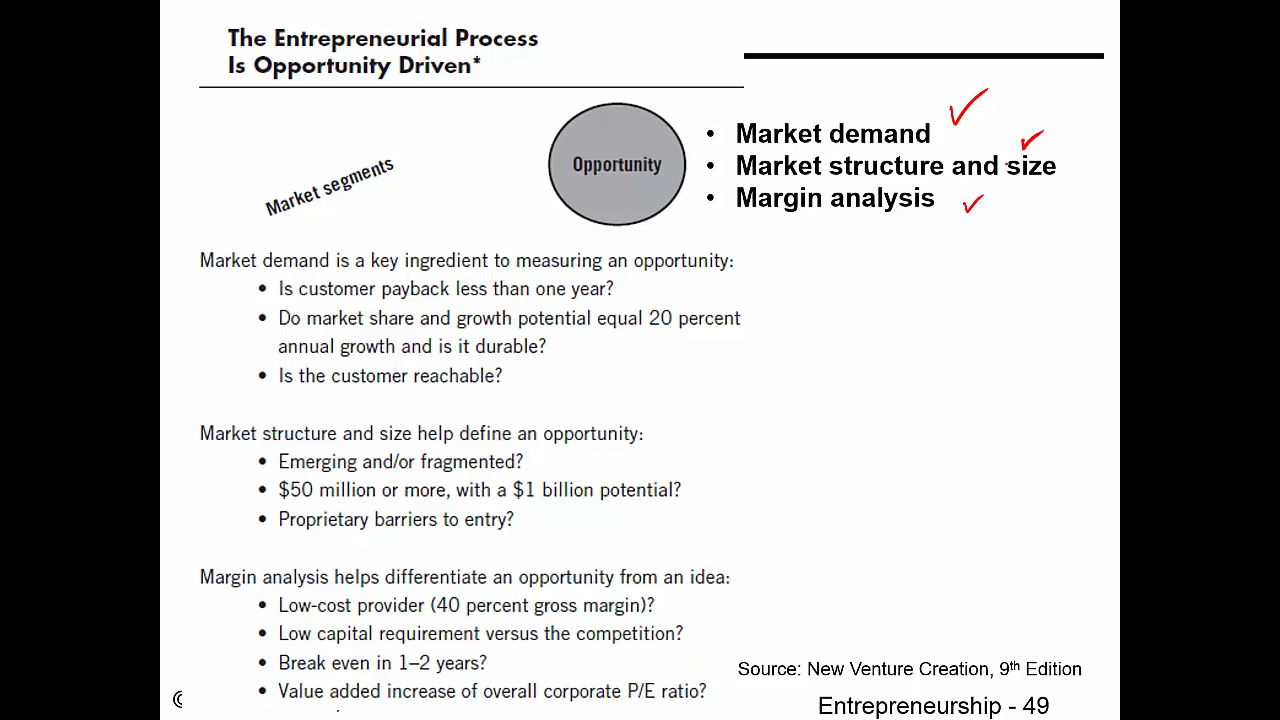 The Entrepreneurial Process
Is Opportunity Driven*
Market segments
Opportunity
• Market demand
• Market structure and size
• Margin analysis
Market demand is a key ingredient to measuring an opportunity:
• Is customer payback less than one year?
• Do market share and growth potential equal 20 percent
annual growth and is it durable?
• Is the customer reachable?
Market structure and size help define an opportunity:
• Emerging and/or fragmented?
• $50 million or more, with a $1 billion potential?
• Proprietary barriers to entry?
Margin analysis helps differentiate an opportunity from an idea:
• Low-cost provider (40 percent gross margin)?
• Low capital requirement versus the competition?
• Break even in 1–2 years?
• Value added increase of overall corporate P/E ratio?
Source: New Venture Creation, 9th Edition
©
Entrepreneurship - 49